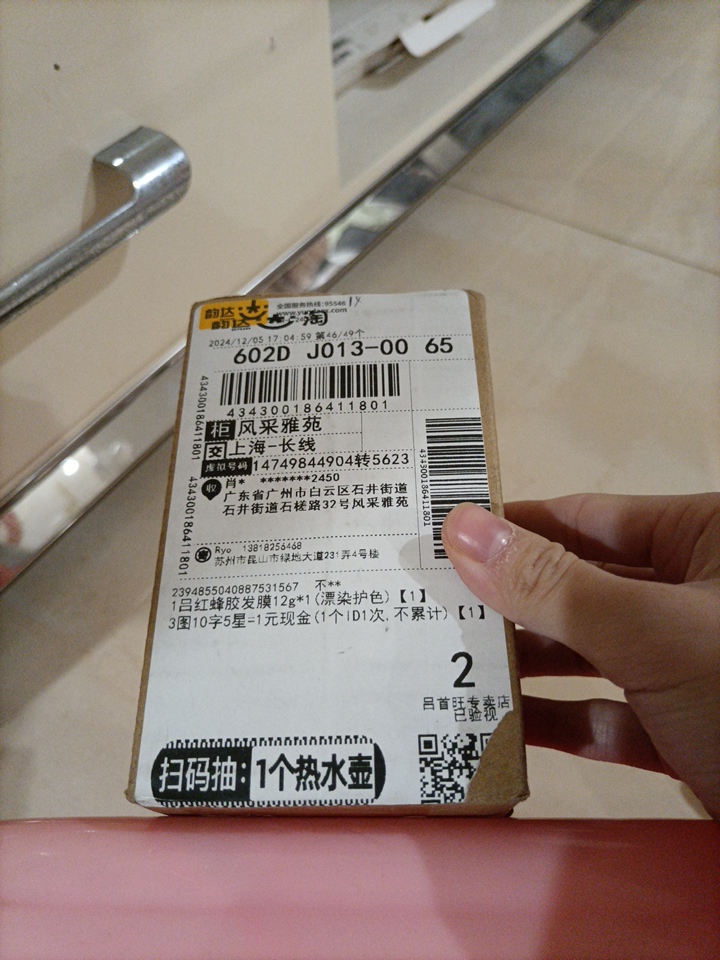 韵达
全国服务热线:95546
韵达
淘
2024/12/05 17:04:59 第46/49个
602D J013-00 65
434300186411801
柜 风采雅苑
交 上海-长线
虚拟号码 14749844904转5623
收 肖* *******2450
广东省广州市白云区石井街道
石井街道石槎路32号风采雅苑
434300186411801
434300186411801
434300186411801
寄 Ryo 13818256468
苏州市昆山市绿地大道231弄4号楼
2394855040887531567 不**
1吕红蜂胶发膜12g*1(漂染护色)【1】
3图10字5星=1元现金(1个ID1次,不累计)【1】
2
吕首旺专卖店
已验视
扫码抽:1个热水壶